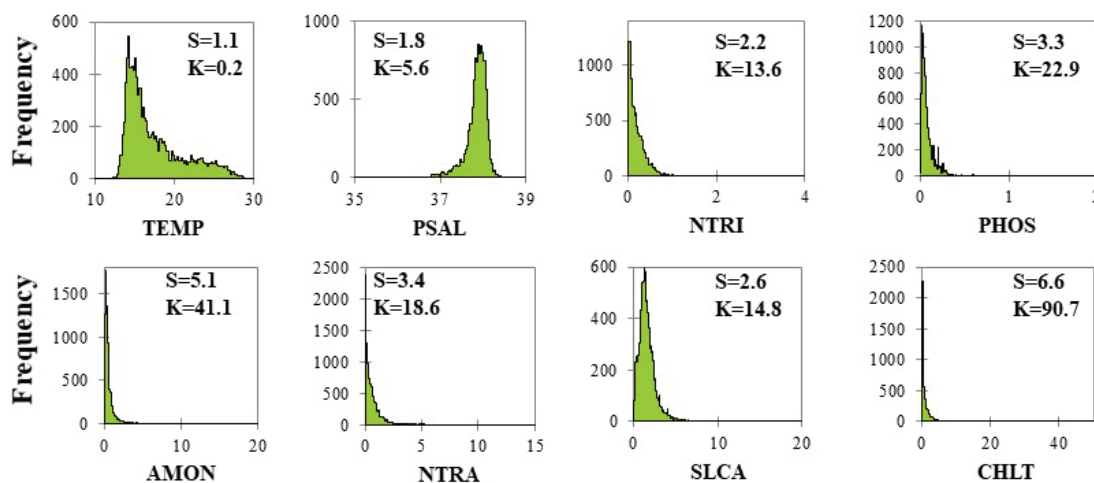 Frequency
600
400
200
0
10 20 30
TEMP
S=1.1
K=0.2
1000
500
0
35 37 39
PSAL
S=1.8
K=5.6
1000
500
0
0 2 4
NTRI
S=2.2
K=13.6
1200
1000
800
600
400
200
0
0 1 2
PHOS
S=3.3
K=22.9
Frequency
1500
1000
500
0
0 10 20
AMON
S=5.1
K=41.1
2500
2000
1500
1000
500
0
0 5 10 15
NTRA
S=3.4
K=18.6
600
400
200
0
0 10 20
SLCA
S=2.6
K=14.8
2500
2000
1500
1000
500
0
0 20 40
CHLT
S=6.6
K=90.7